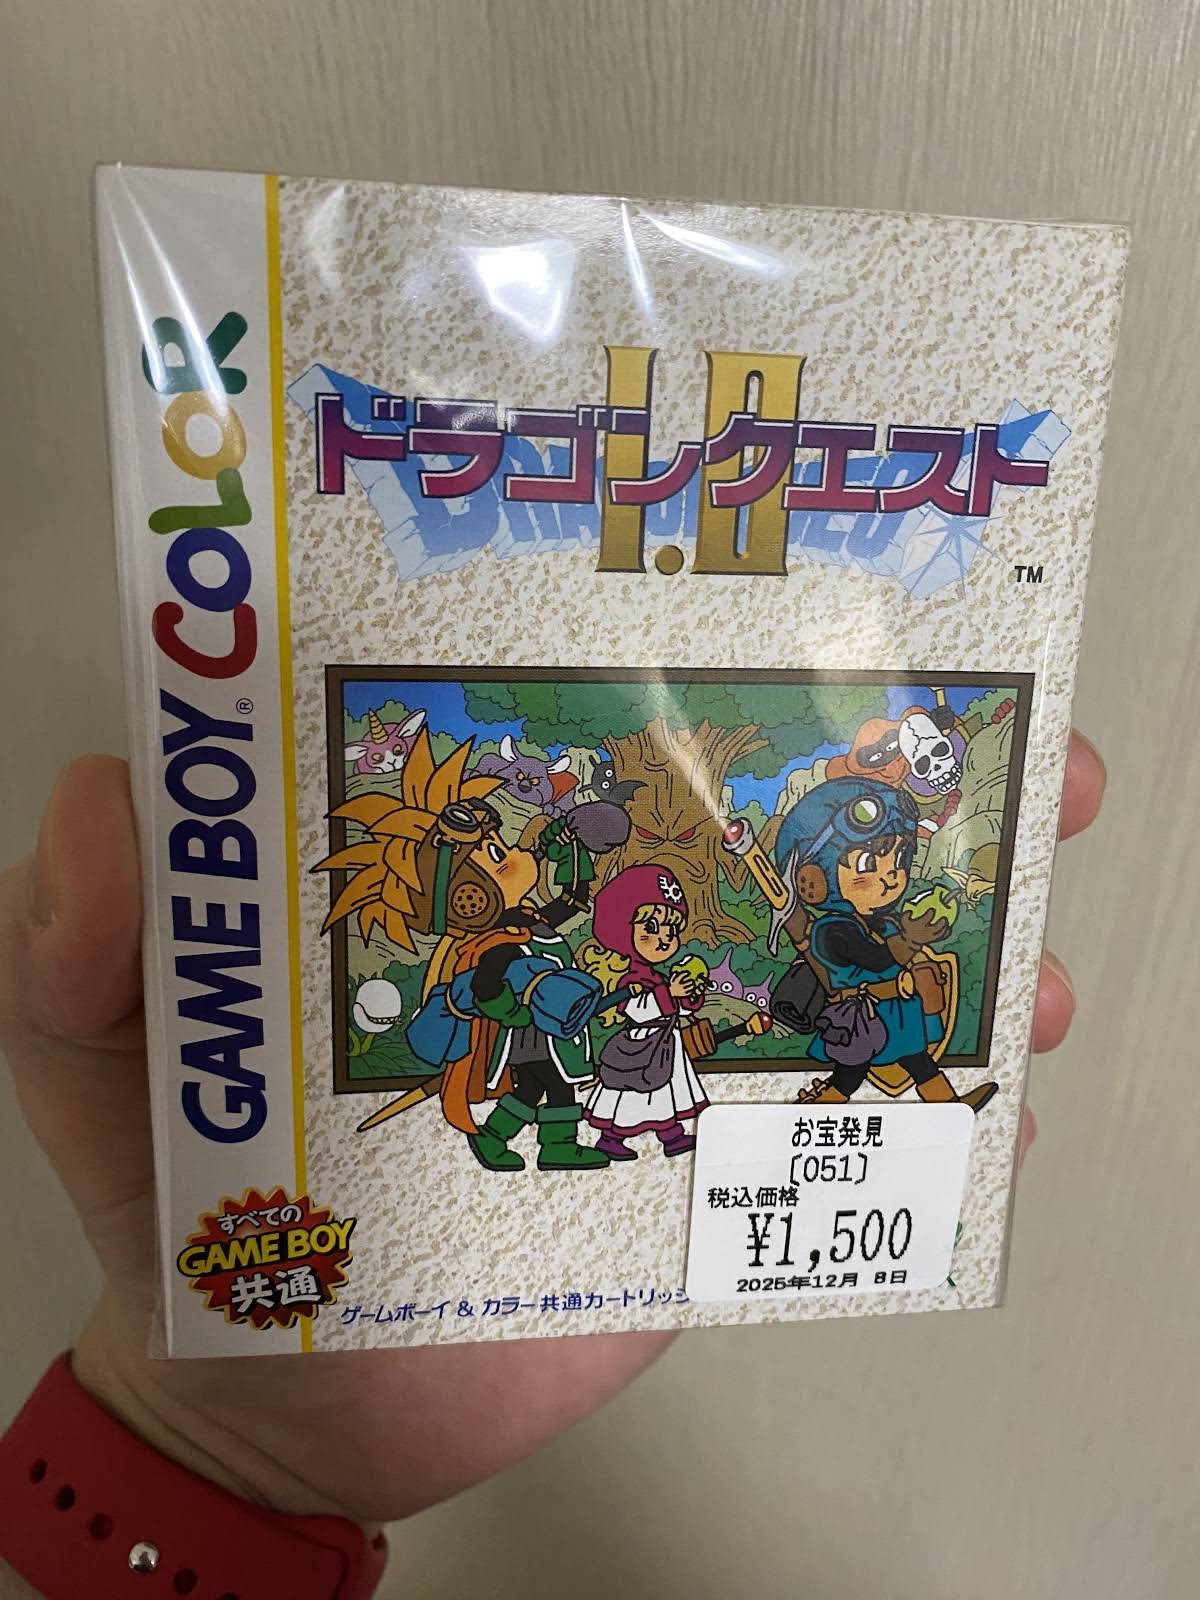 GAME BOY® COLOR
ドラゴンクエスト
I・II
TM
すべての
GAME BOY
共通
ゲームボーイ & カラー共通カートリッジ
お宝発見
[051]
税込価格
¥1,500
2025年12月 8日